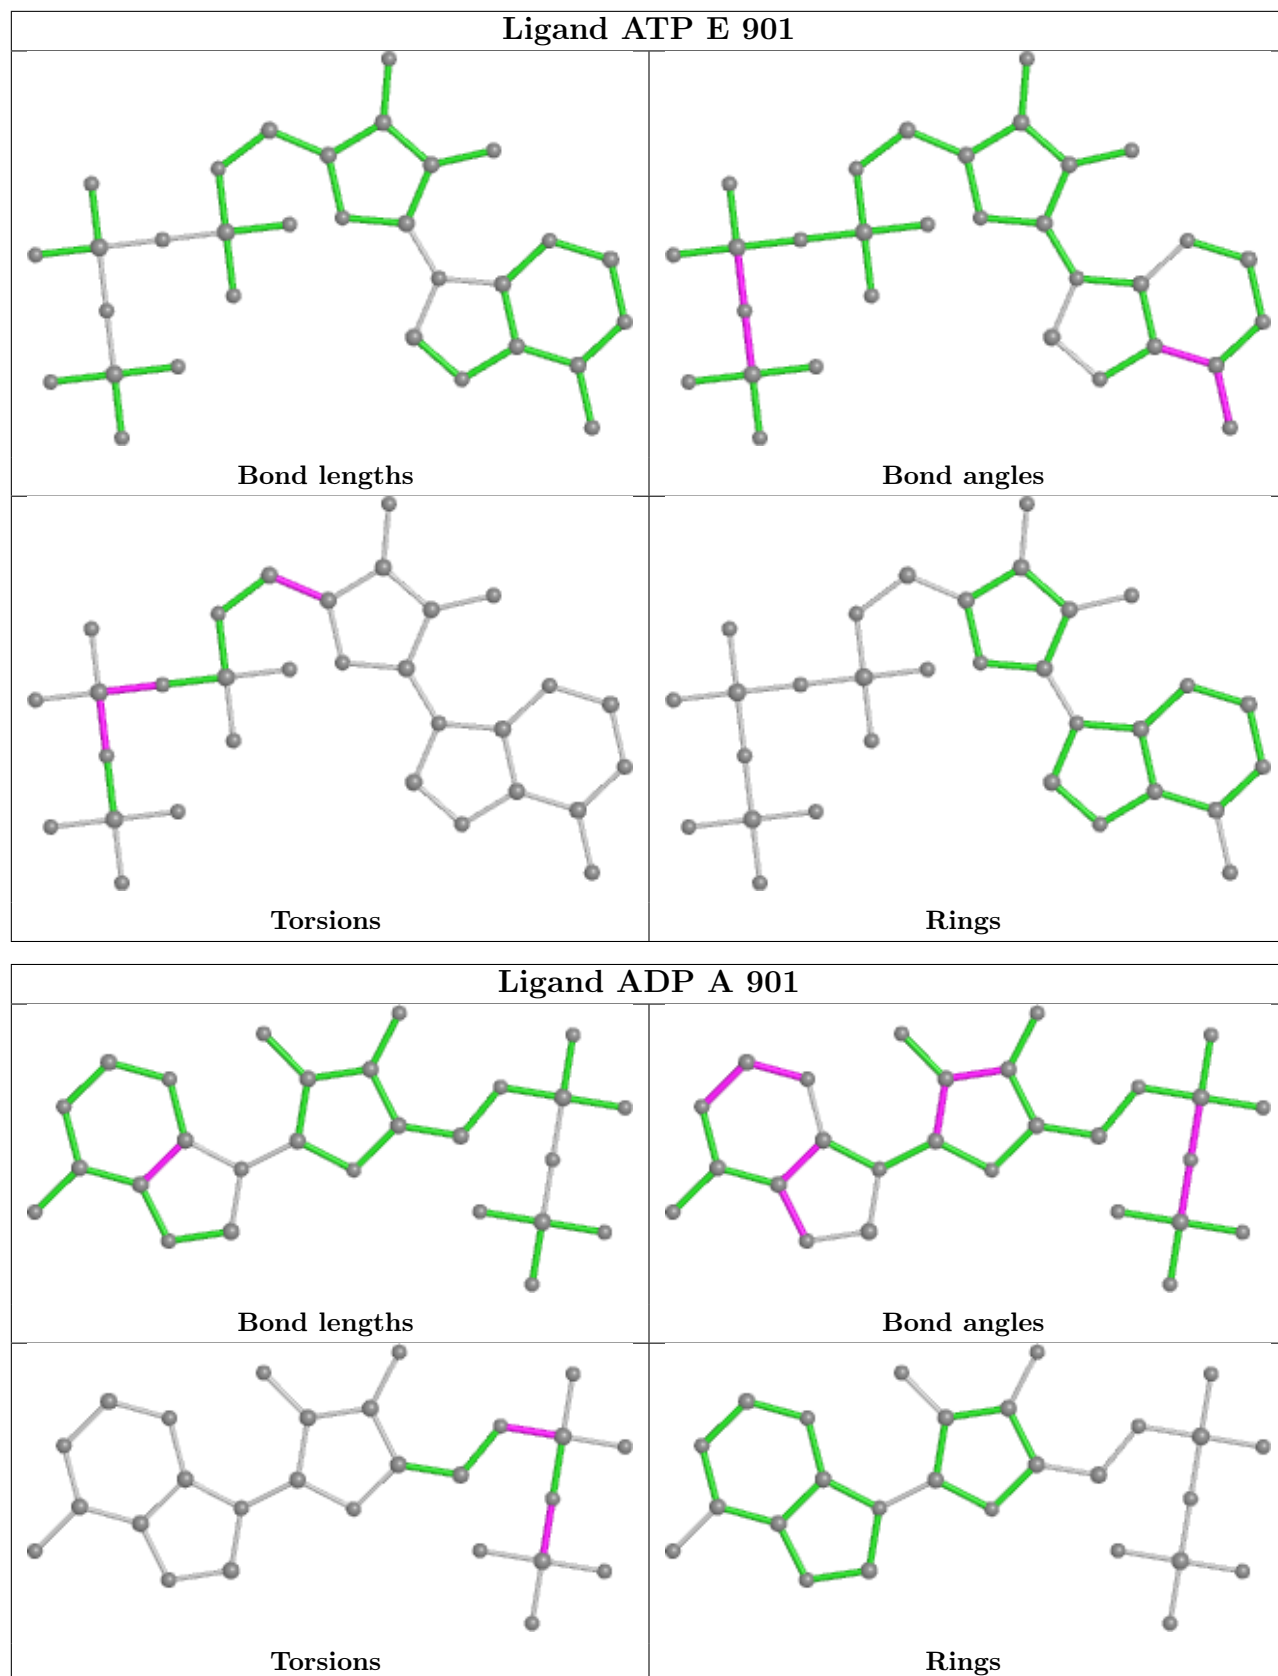 Ligand ATP E 901
Bond lengths
Bond angles
Torsions
Rings
Ligand ADP A 901
Bond lengths
Bond angles
Torsions
Rings